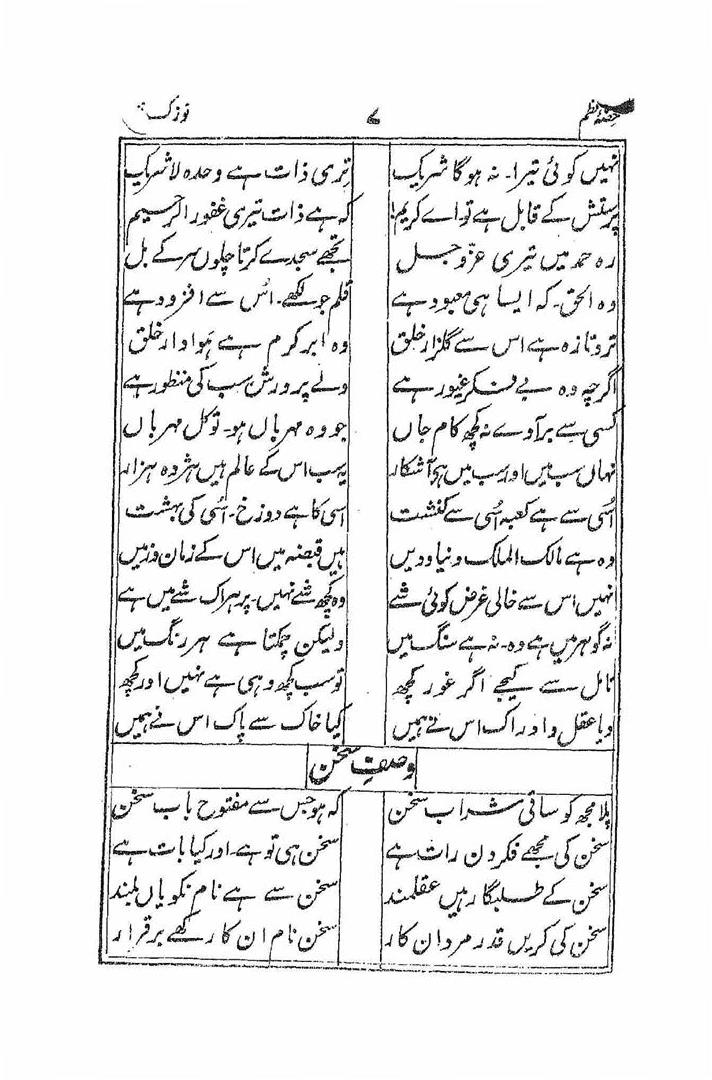 حصہ نظم ۷ نوزک
نہیں کوئی تیرا۔ نہ ہوگا شریک تری ذات ہے وحدہ لاشریک
پرستش کے قابل ہے تو اے کریم! کہ ہے ذات تیری غفور الرحیم
رہ حمد میں تیری عزّ و جل تجھے سجدے کرتا چلوں سر کے بل
وہ الحق۔ کہ ایسا ہی معبود ہے قلم جو لکھے۔ اُس سے افزود ہے
تر و تازہ ہے اس سے گلزار خلق وہ ابر کرم ہے ہوادار خلق
اگرچہ وہ بے فکر غیور ہے ولے پرورش سب کی منظور ہے
کسی سے برآوے نہ کچھ کام جاں جو وہ مہرباں ہو۔ تو کل مہرباں
نہاں سب میں اور سب میں ہے آشکار یہ سب اس کے عالم ہیں ہژدہ ہزار
اُسی سے ہے کعبہ اُسی سے کنشت اسی کا ہے دوزخ۔ اُسی کی بہشت
وہ ہے مالک الملک دنیا و دیں ہیں قبضہ میں اس کے زمان و زمیں
نہیں اس سے خالی غرض کوئی شے وہ کچھ شے نہیں۔ پر ہر اک شے میں ہے
نہ گوہر میں ہے وہ۔ نہ ہے سنگ میں ولیکن چمکتا ہے ہر رنگ میں
تامل سے کیجے اگر غور کچھ تو سب کچھ وہی ہے نہیں اور کچھ
دیا عقل و ادراک اس نے ہمیں کیا خاک سے پاک اس نے ہمیں
وصف سخن
پلا مجھ کو ساقی شراب سخن کہ ہو جس سے مفتوح باب سخن
سخن کی مجھے فکر دن رات ہے سخن ہی تو ہے۔ اور کیا بات ہے
سخن کے طلبگار ہیں عقلمند سخن سے ہے نام نکویاں بلند
سخن کی کریں قدر مردان کار سخن نام ان کا رکھے برقرار